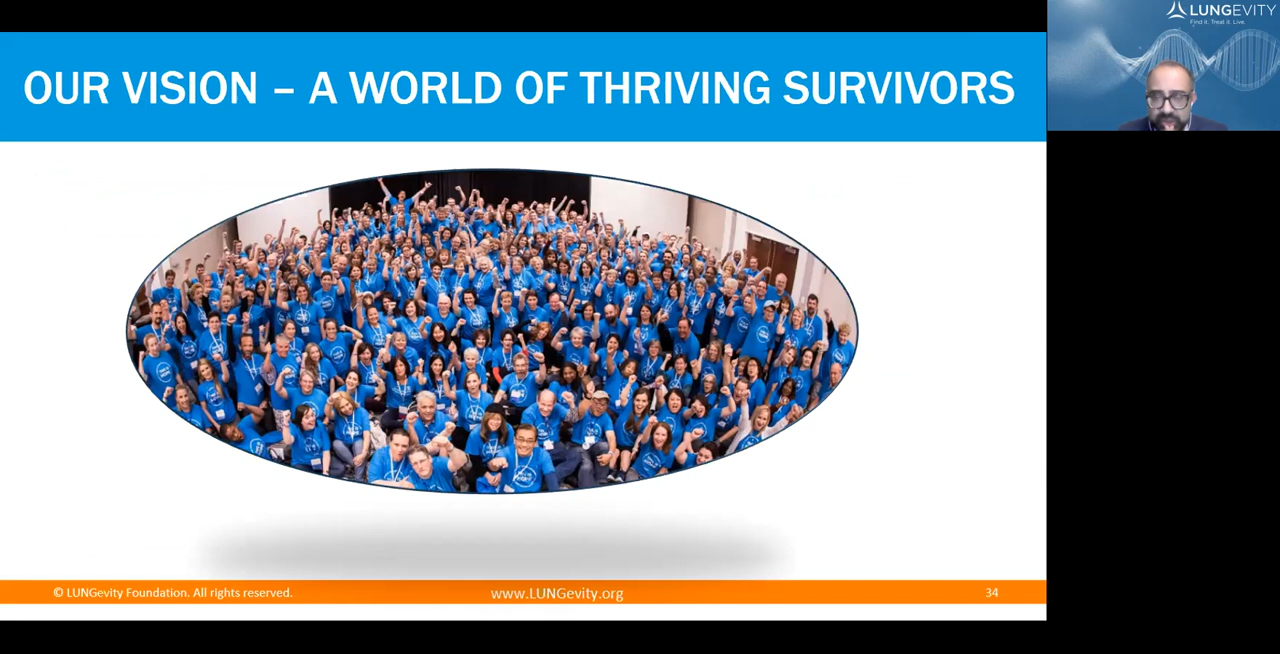 OUR VISION – A WORLD OF THRIVING SURVIVORS
LUNGEVITY
Find it. Treat it. Live.
© LUNGevity Foundation. All rights reserved.
www.LUNGevity.org
34